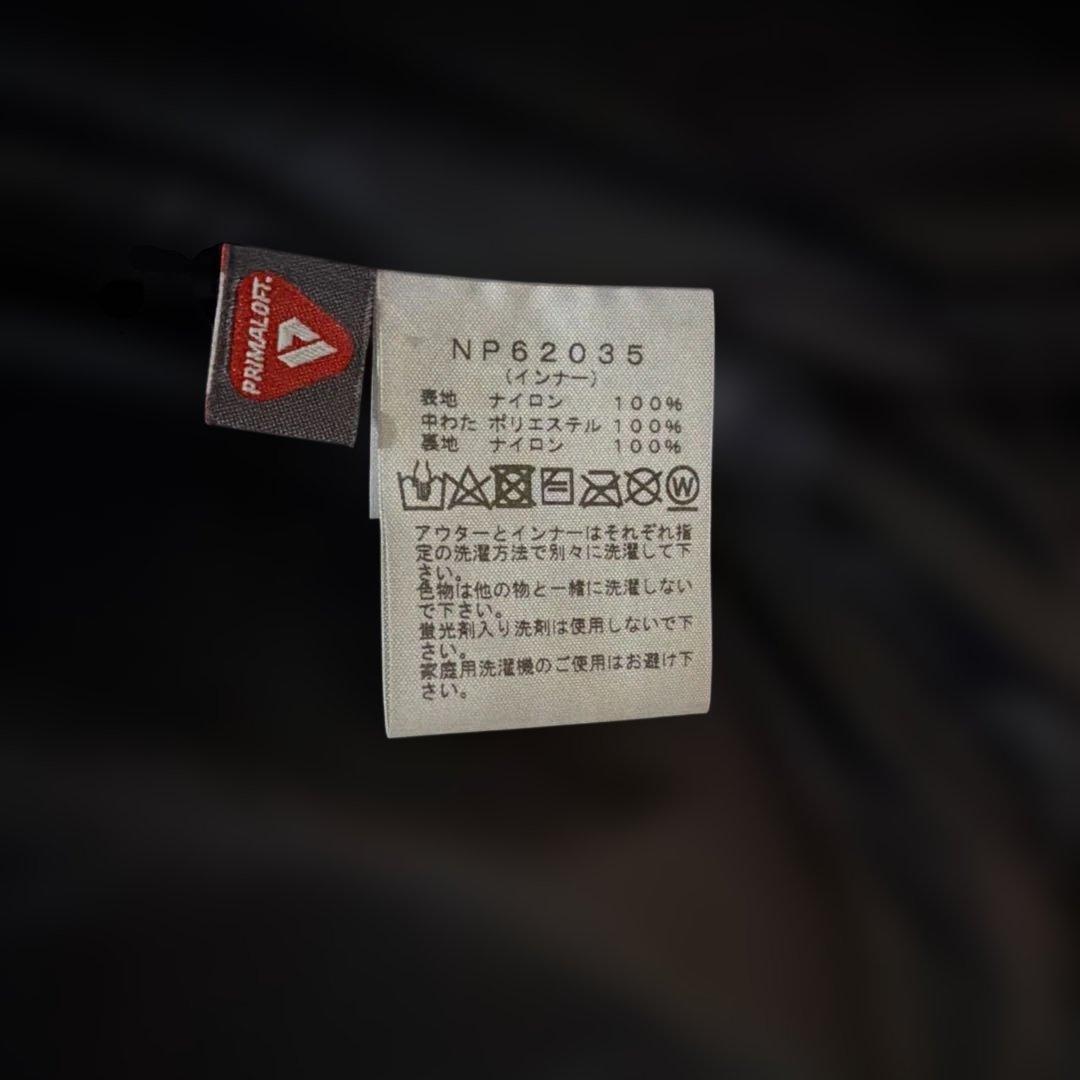 PRIMALOFT.
NP62035
（インナー）
表地 ナイロン 100%
中わた ポリエステル 100%
裏地 ナイロン 100%
W
アウターとインナーはそれぞれ指
定の洗濯方法で別々に洗濯して下
さい。
色物は他の物と一緒に洗濯しない
で下さい。
蛍光剤入り洗剤は使用しないで下
さい。
家庭用洗濯機のご使用はお避け下
さい。